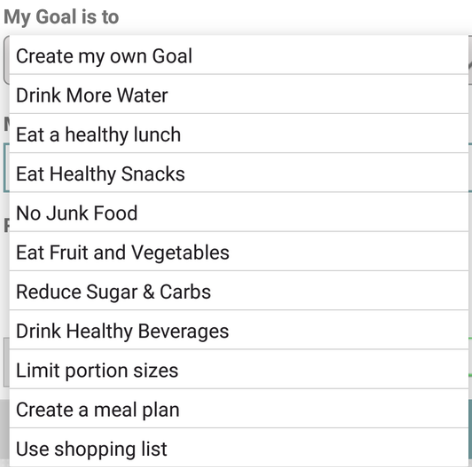 My Goal is to
Create my own Goal
Drink More Water
Eat a healthy lunch
Eat Healthy Snacks
No Junk Food
Eat Fruit and Vegetables
Reduce Sugar & Carbs
Drink Healthy Beverages
Limit portion sizes
Create a meal plan
Use shopping list